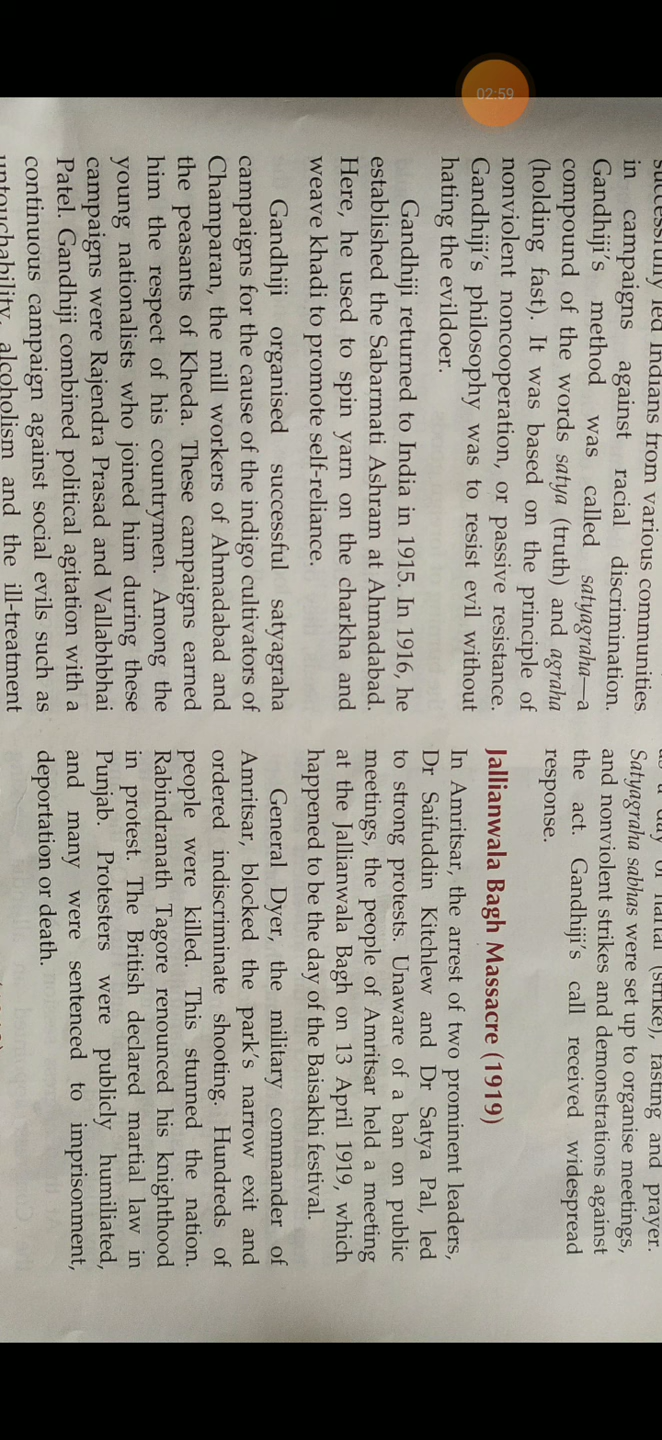 02:59
successfully led Indians from various communities
in campaigns against racial discrimination.
Gandhiji's method was called satyagraha—a
compound of the words satya (truth) and agraha
(holding fast). It was based on the principle of
nonviolent noncooperation, or passive resistance.
Gandhiji's philosophy was to resist evil without
hating the evildoer.
Gandhiji returned to India in 1915. In 1916, he
established the Sabarmati Ashram at Ahmadabad.
Here, he used to spin yarn on the charkha and
weave khadi to promote self-reliance.
Gandhiji organised successful satyagraha
campaigns for the cause of the indigo cultivators of
Champaran, the mill workers of Ahmadabad and
the peasants of Kheda. These campaigns earned
him the respect of his countrymen. Among the
young nationalists who joined him during these
campaigns were Rajendra Prasad and Vallabhbhai
Patel. Gandhiji combined political agitation with a
continuous campaign against social evils such as
untouchability, alcoholism and the ill-treatment
day of hartal (strike), fasting and prayer.
Satyagraha sabhas were set up to organise meetings,
and nonviolent strikes and demonstrations against
the act. Gandhiji's call received widespread
response.
Jallianwala Bagh Massacre (1919)
In Amritsar, the arrest of two prominent leaders,
Dr Saifuddin Kitchlew and Dr Satya Pal, led
to strong protests. Unaware of a ban on public
meetings, the people of Amritsar held a meeting
at the Jallianwala Bagh on 13 April 1919, which
happened to be the day of the Baisakhi festival.
General Dyer, the military commander of
Amritsar, blocked the park's narrow exit and
ordered indiscriminate shooting. Hundreds of
people were killed. This stunned the nation.
Rabindranath Tagore renounced his knighthood
in protest. The British declared martial law in
Punjab. Protesters were publicly humiliated,
and many were sentenced to imprisonment,
deportation or death.